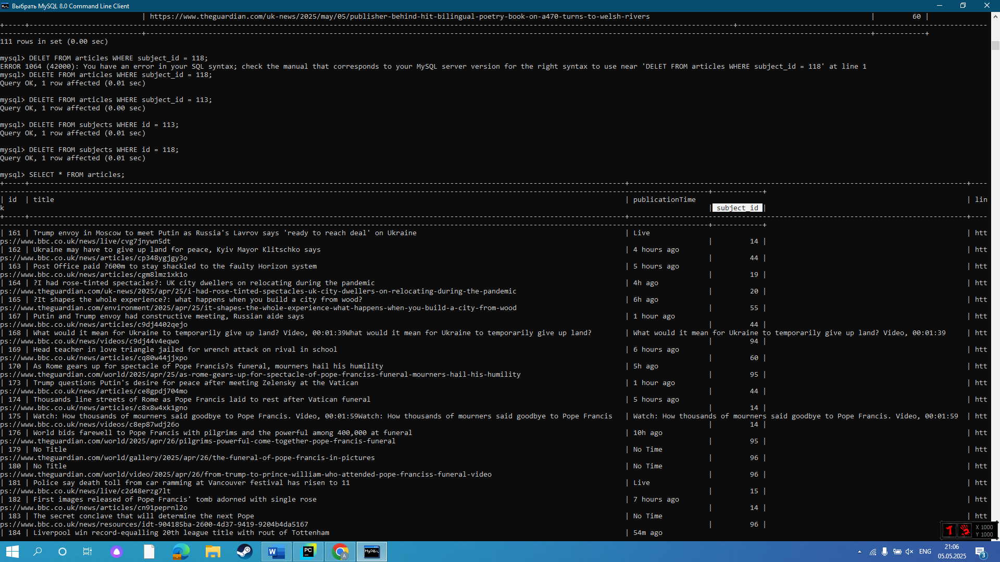 Выбрать MySQL 8.0 Command Line Client
| https://www.theguardian.com/uk-news/2025/may/05/publisher-behind-hit-bilingual-poetry-book-on-a470-turns-to-welsh-rivers | 60 |
111 rows in set (0.00 sec)
mysql> DELET FROM articles WHERE subject_id = 118;
ERROR 1064 (42000): You have an error in your SQL syntax; check the manual that corresponds to your MySQL server version for the right syntax to use near 'DELET FROM articles WHERE subject_id = 118' at line 1
mysql> DELETE FROM articles WHERE subject_id = 118;
Query OK, 1 row affected (0.01 sec)
mysql> DELETE FROM articles WHERE subject_id = 113;
Query OK, 1 row affected (0.00 sec)
mysql> DELETE FROM subjects WHERE id = 113;
Query OK, 1 row affected (0.01 sec)
mysql> DELETE FROM subjects WHERE id = 118;
Query OK, 1 row affected (0.01 sec)
mysql> SELECT * FROM articles;
| id | title | publicationTime | lin
k | subject_id |
| 161 | Trump envoy in Moscow to meet Putin as Russia's Lavrov says 'ready to reach deal' on Ukraine | Live | htt
ps://www.bbc.co.uk/news/live/cvg7jnywn5dt | 14 |
| 162 | Ukraine may have to give up land for peace, Kyiv Mayor Klitschko says | 4 hours ago | htt
ps://www.bbc.co.uk/news/articles/cp348ygjgy3o | 44 |
| 163 | Post Office paid ?600m to stay shackled to the faulty Horizon system | 5 hours ago | htt
ps://www.bbc.co.uk/news/articles/cgm8lmz1xk1o | 19 |
| 164 | ?I had rose-tinted spectacles?: UK city dwellers on relocating during the pandemic | 4h ago | htt
ps://www.theguardian.com/uk-news/2025/apr/25/i-had-rose-tinted-spectacles-uk-city-dwellers-on-relocating-during-the-pandemic | 20 |
| 165 | ?It shapes the whole experience?: what happens when you build a city from wood? | 6h ago | htt
ps://www.theguardian.com/environment/2025/apr/25/it-shapes-the-whole-experience-what-happens-when-you-build-a-city-from-wood | 55 |
| 167 | Putin and Trump envoy had constructive meeting, Russian aide says | 1 hour ago | htt
ps://www.bbc.co.uk/news/articles/c9dj4402qejo | 44 |
| 168 | What would it mean for Ukraine to temporarily give up land? Video, 00:01:39What would it mean for Ukraine to temporarily give up land? | What would it mean for Ukraine to temporarily give up land? Video, 00:01:39 | htt
ps://www.bbc.co.uk/news/videos/c9dj44v4eqwo | 94 |
| 169 | Head teacher in love triangle jailed for wrench attack on rival in school | 6 hours ago | htt
ps://www.bbc.co.uk/news/articles/cq80w44jjxpo | 60 |
| 170 | As Rome gears up for spectacle of Pope Francis?s funeral, mourners hail his humility | 5h ago | htt
ps://www.theguardian.com/world/2025/apr/25/as-rome-gears-up-for-spectacle-of-pope-franciss-funeral-mourners-hail-his-humility | 95 |
| 173 | Trump questions Putin's desire for peace after meeting Zelensky at the Vatican | 1 hour ago | htt
ps://www.bbc.co.uk/news/articles/ce8gpdj704mo | 44 |
| 174 | Thousands line streets of Rome as Pope Francis laid to rest after Vatican funeral | 5 hours ago | htt
ps://www.bbc.co.uk/news/articles/c8x8w4xk1gno | 14 |
| 175 | Watch: How thousands of mourners said goodbye to Pope Francis. Video, 00:01:59Watch: How thousands of mourners said goodbye to Pope Francis | Watch: How thousands of mourners said goodbye to Pope Francis. Video, 00:01:59 | htt
ps://www.bbc.co.uk/news/videos/c8ep87wdj26o | 14 |
| 176 | World bids farewell to Pope Francis with pilgrims and the powerful among 400,000 at funeral | 10h ago | htt
ps://www.theguardian.com/world/2025/apr/26/pilgrims-powerful-come-together-pope-francis-funeral | 95 |
| 179 | No Title | No Time | htt
ps://www.theguardian.com/world/gallery/2025/apr/26/the-funeral-of-pope-francis-in-pictures | 96 |
| 180 | No Title | No Time | htt
ps://www.theguardian.com/world/video/2025/apr/26/from-trump-to-prince-william-who-attended-pope-franciss-funeral-video | 96 |
| 181 | Police say death toll from car ramming at Vancouver festival has risen to 11 | Live | htt
ps://www.bbc.co.uk/news/live/c2d48erzg7lt | 15 |
| 182 | First images released of Pope Francis' tomb adorned with single rose | 7 hours ago | htt
ps://www.bbc.co.uk/news/articles/cn91peprnl2o | 14 |
| 183 | The secret conclave that will determine the next Pope | No Time | htt
ps://www.bbc.co.uk/news/resources/idt-904185ba-2600-4d37-9419-9204b4da5167 | 96 |
| 184 | Liverpool win record-equalling 20th league title with rout of Tottenham | 54m ago
X 1000
Y 1000
W
PC
A
MySQL
ENG
21:06
05.05.2025
3